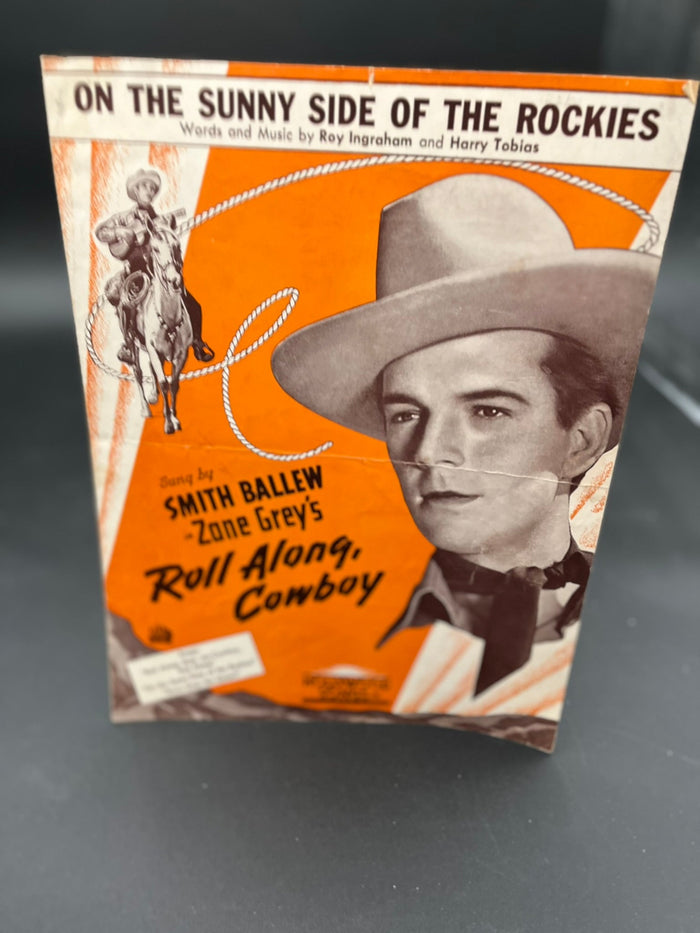 ON THE SUNNY SIDE OF THE ROCKIES
Words and Music by Roy Ingraham and Harry Tobias
Sung by
SMITH BALLEW
in Zane Grey's
Roll Along,
Cowboy